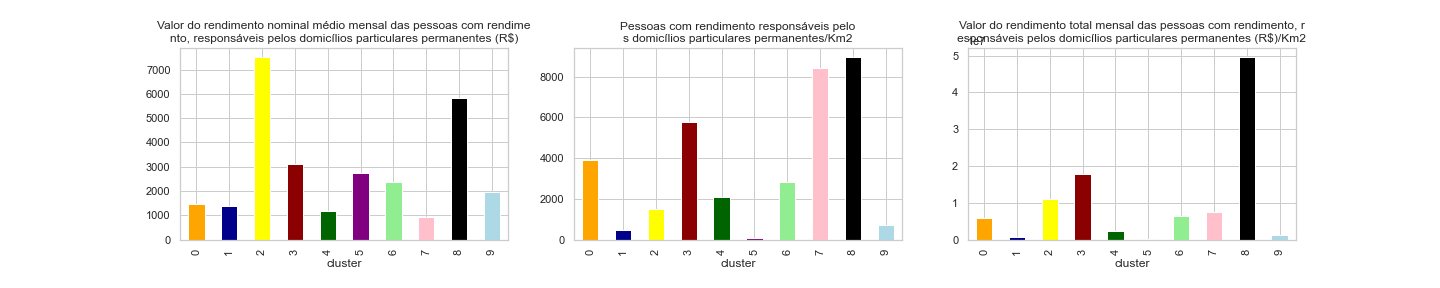 Valor do rendimento nominal médio mensal das pessoas com rendime
nto, responsáveis pelos domicílios particulares permanentes (R$)
7000
6000
5000
4000
3000
2000
1000
0
0 1 2 3 4 5 6 7 8 9
cluster
Pessoas com rendimento responsáveis pelo
s domicílios particulares permanentes/Km2
8000
6000
4000
2000
0
0 1 2 3 4 5 6 7 8 9
cluster
Valor do rendimento total mensal das pessoas com rendimento, r
esponsáveis pelos domicílios particulares permanentes (R$)/Km2
1e7
5
4
3
2
1
0
0 1 2 3 4 5 6 7 8 9
cluster